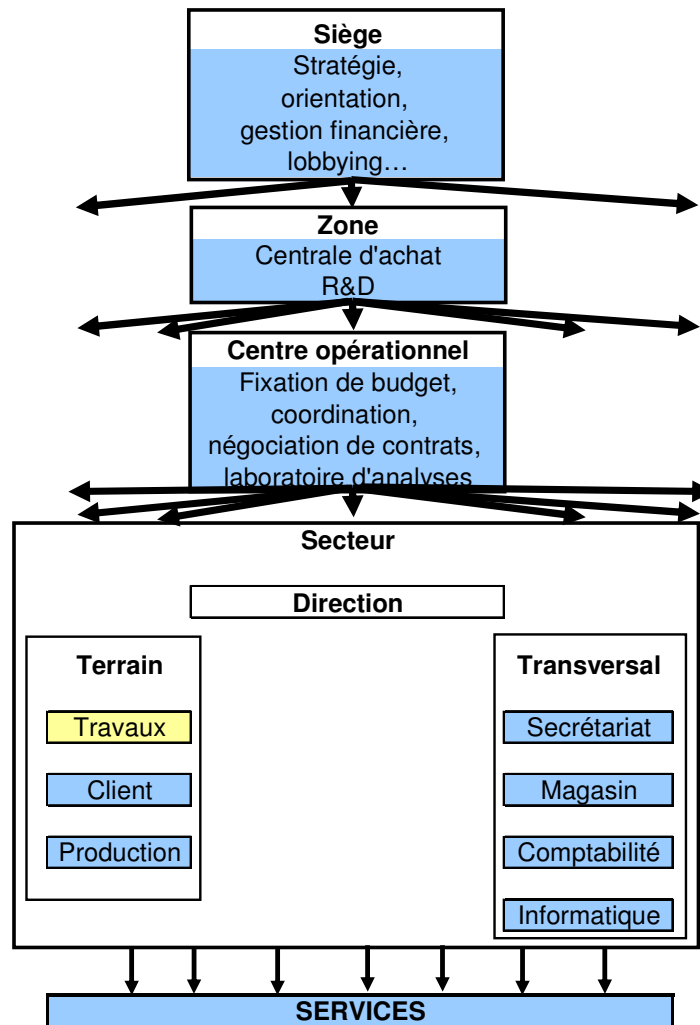 Siège
Stratégie,
orientation,
gestion financière,
lobbying…
Zone
Centrale d'achat
R&D
Centre opérationnel
Fixation de budget,
coordination,
négociation de contrats,
laboratoire d'analyses
Secteur
Direction
Terrain
Travaux
Client
Production
Transversal
Secrétariat
Magasin
Comptabilité
Informatique
SERVICES